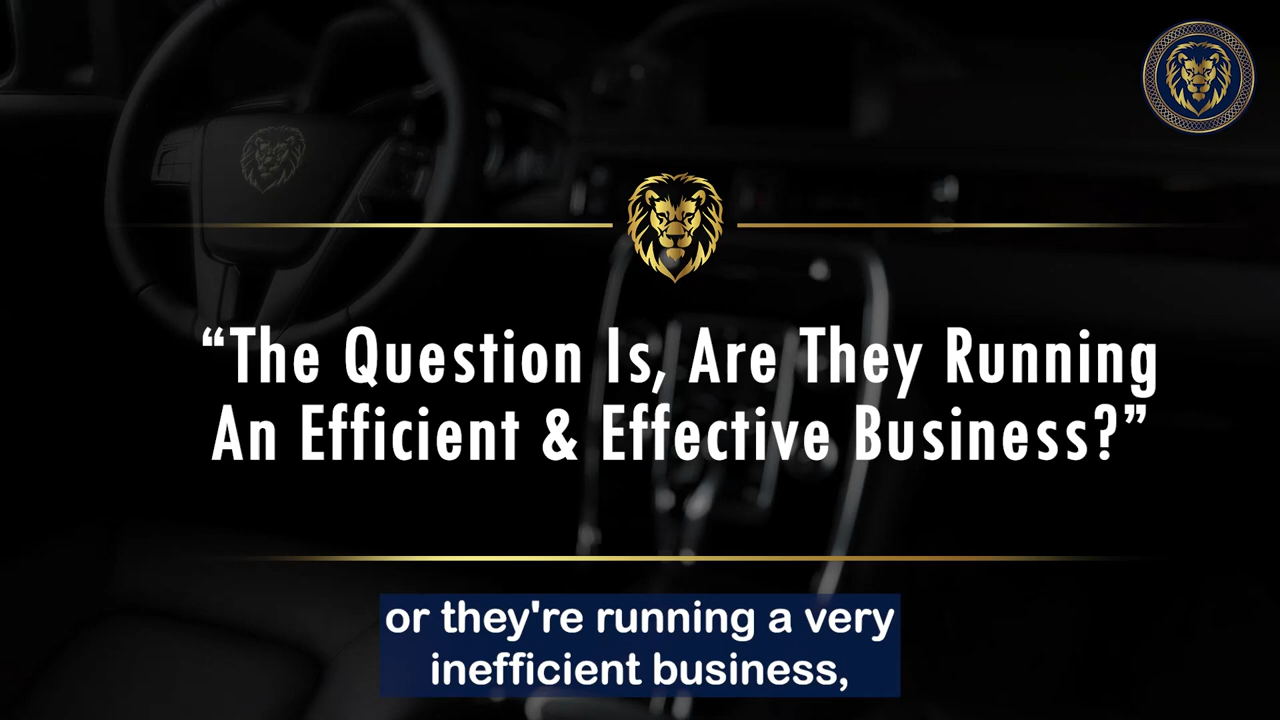 “The Question Is, Are They Running
An Efficient & Effective Business?”
or they're running a very
inefficient business,